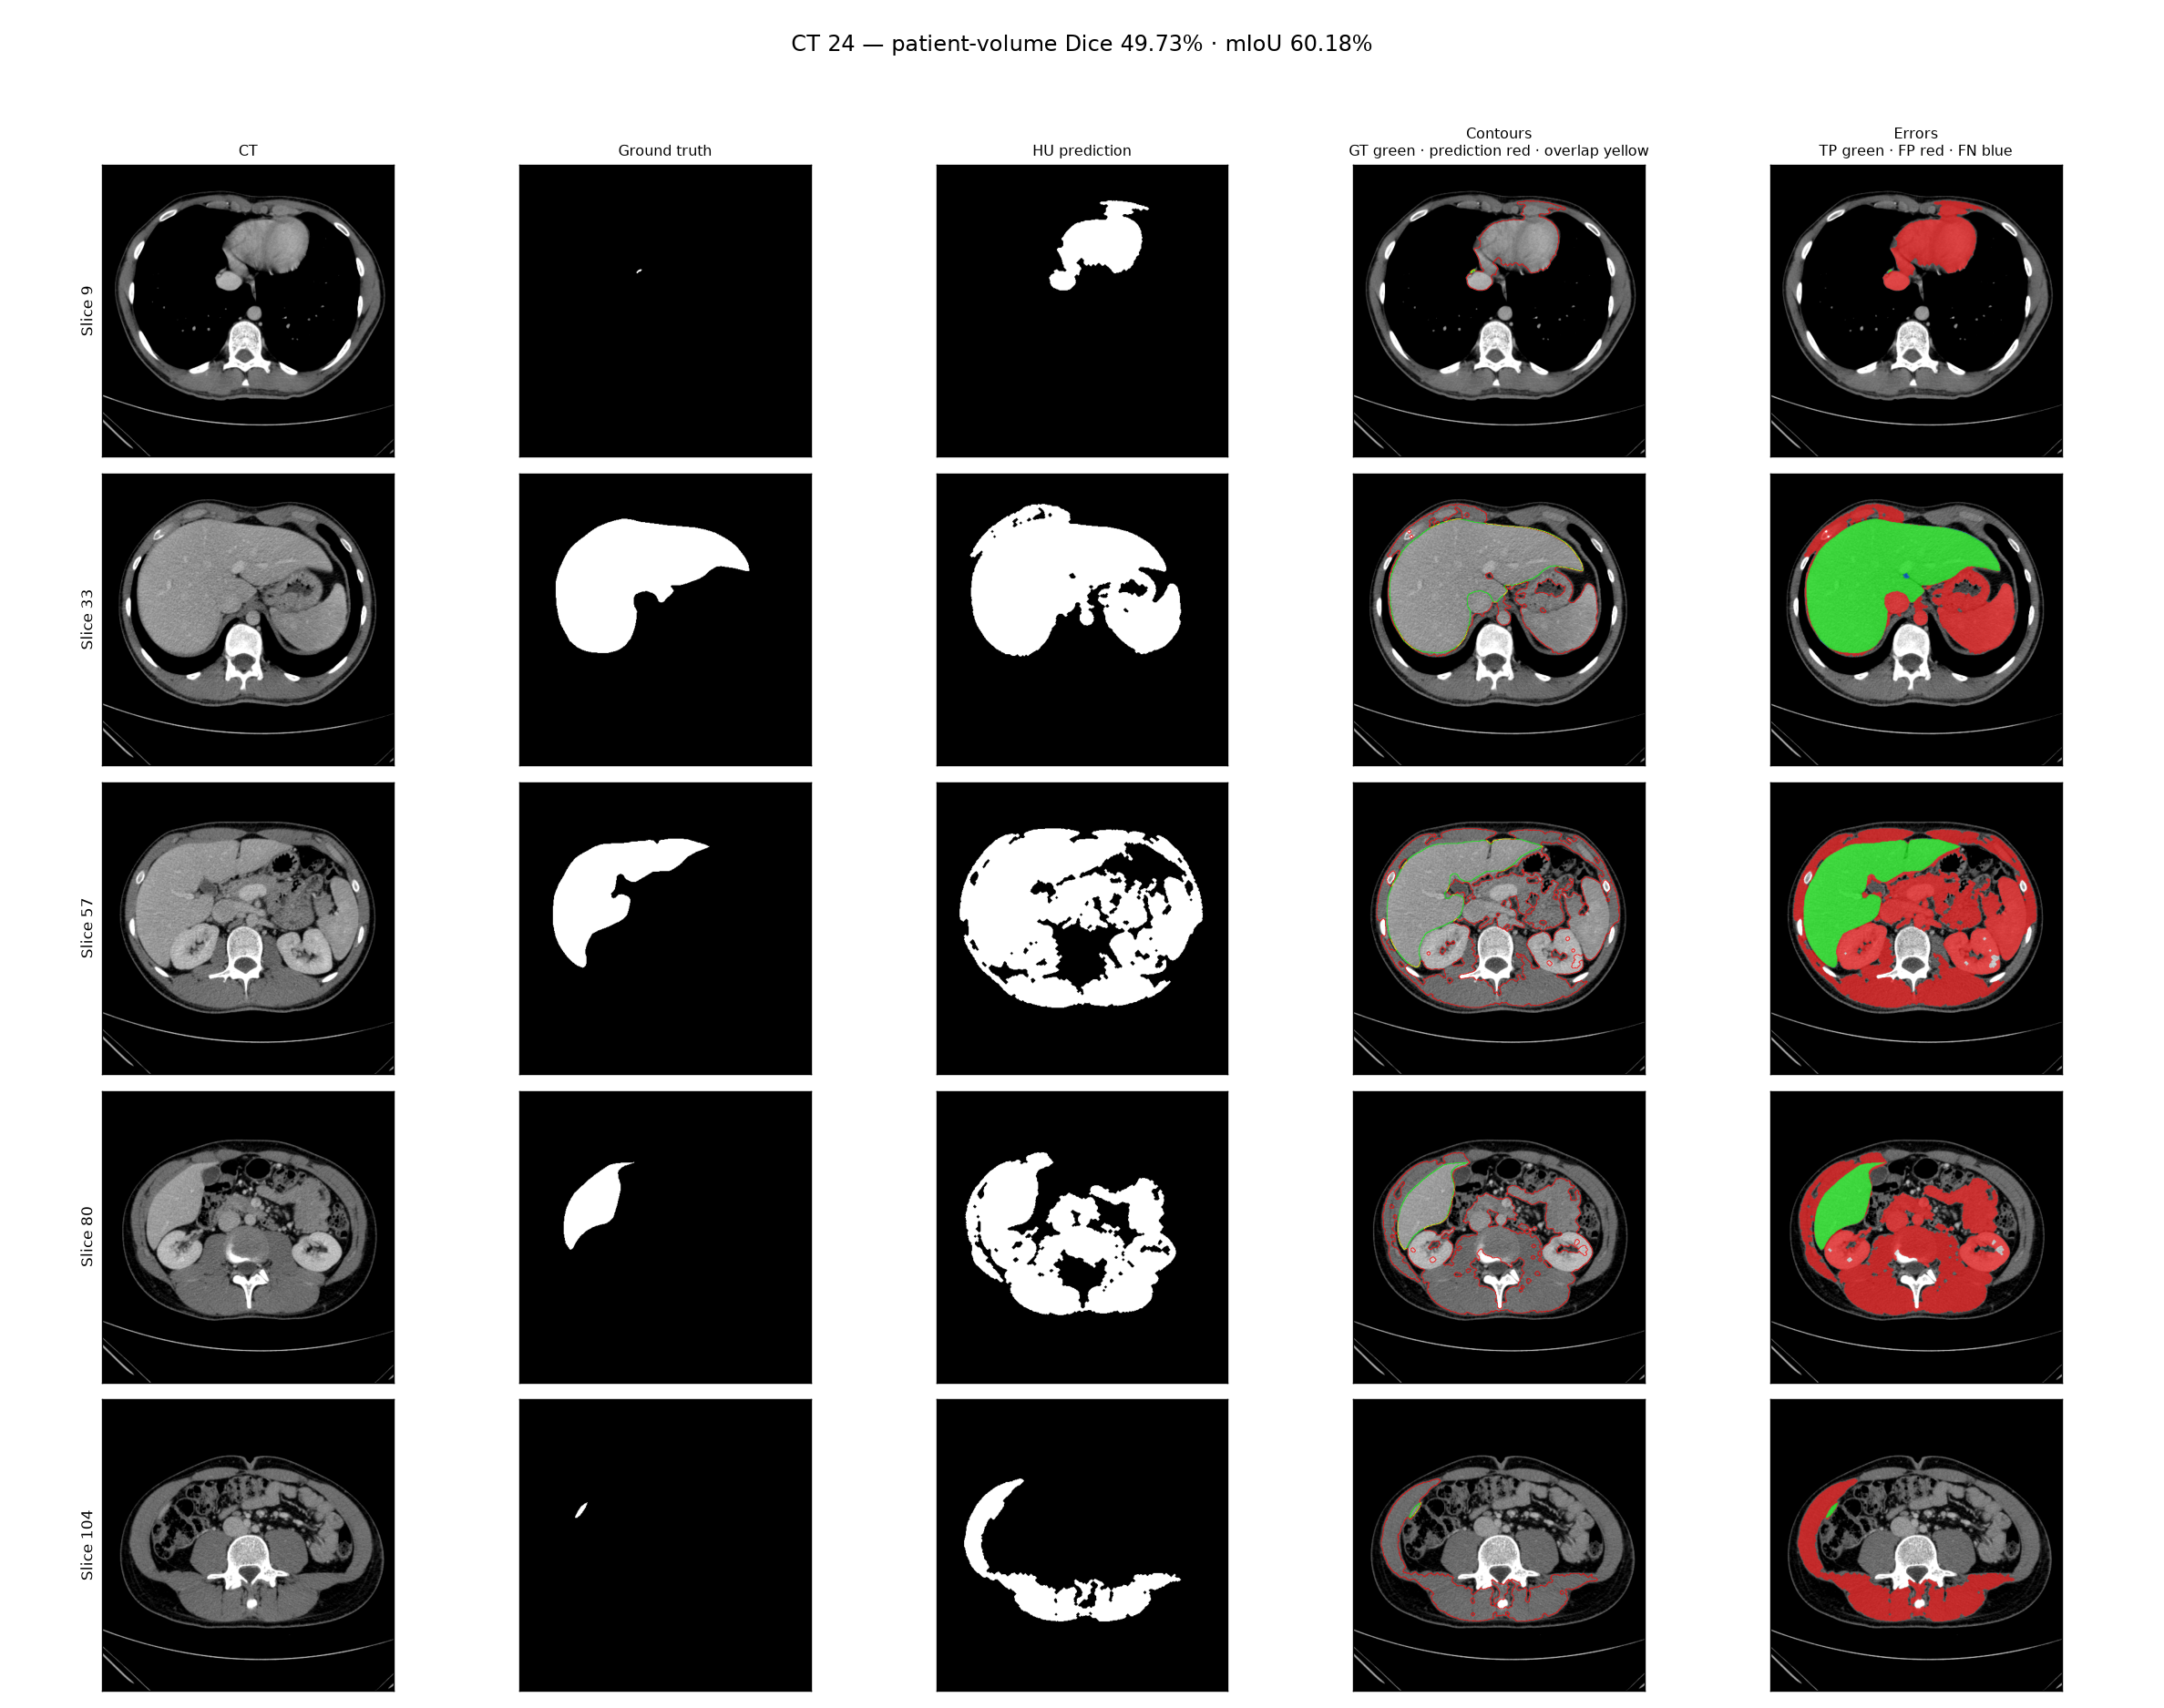 CT 24 — patient-volume Dice 49.73% · mIoU 60.18%
CT
Ground truth
HU prediction
Contours
GT green · prediction red · overlap yellow
Errors
TP green · FP red · FN blue
Slice 9
Slice 33
Slice 57
Slice 80
Slice 104